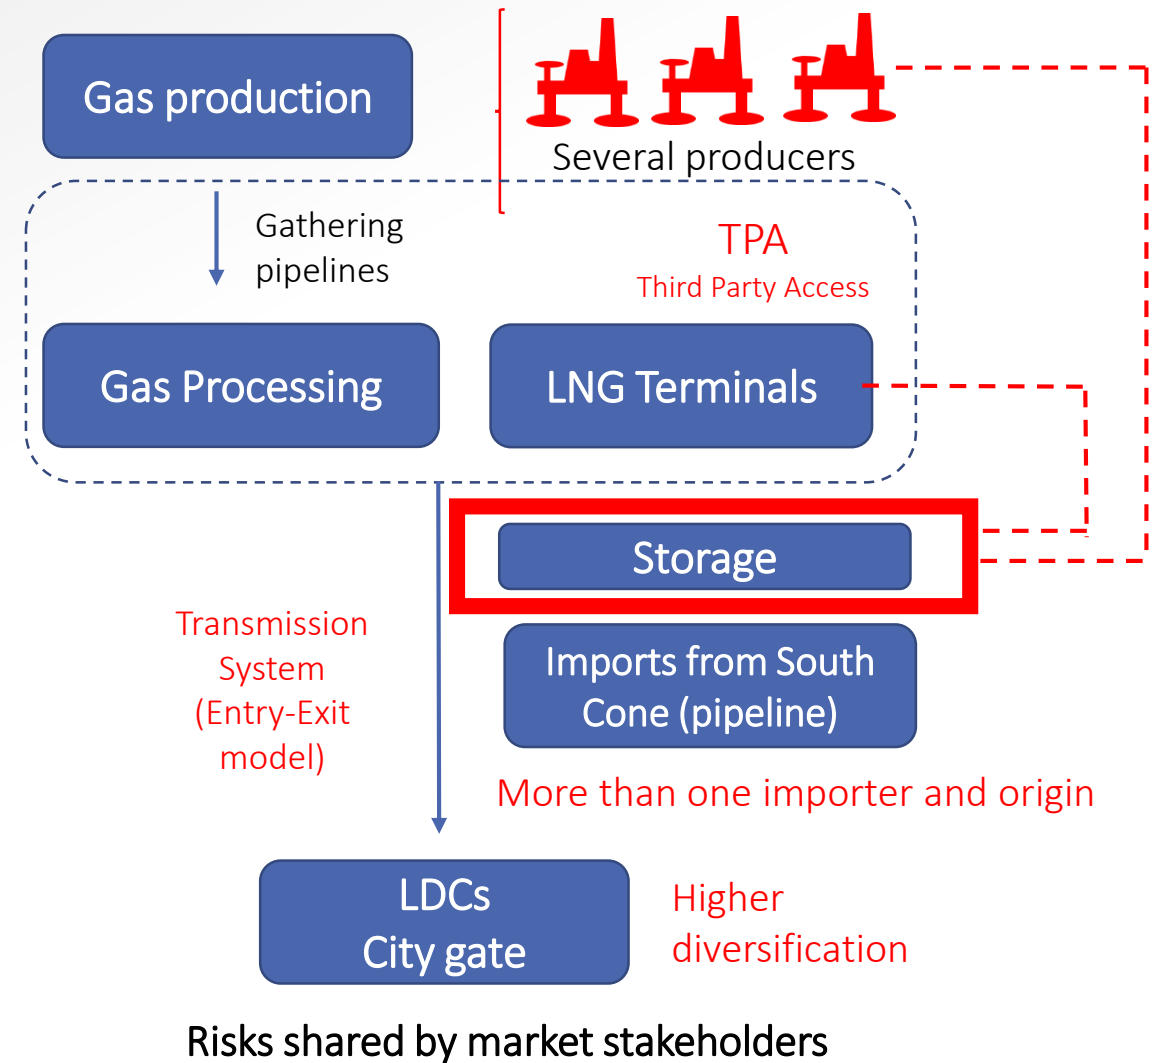 Gas production
Several producers
Gathering
pipelines
TPA
Third Party Access
Gas Processing
LNG Terminals
Storage
Transmission
System
(Entry-Exit
model)
Imports from South
Cone (pipeline)
More than one importer and origin
LDCs
City gate
Higher
diversification
Risks shared by market stakeholders